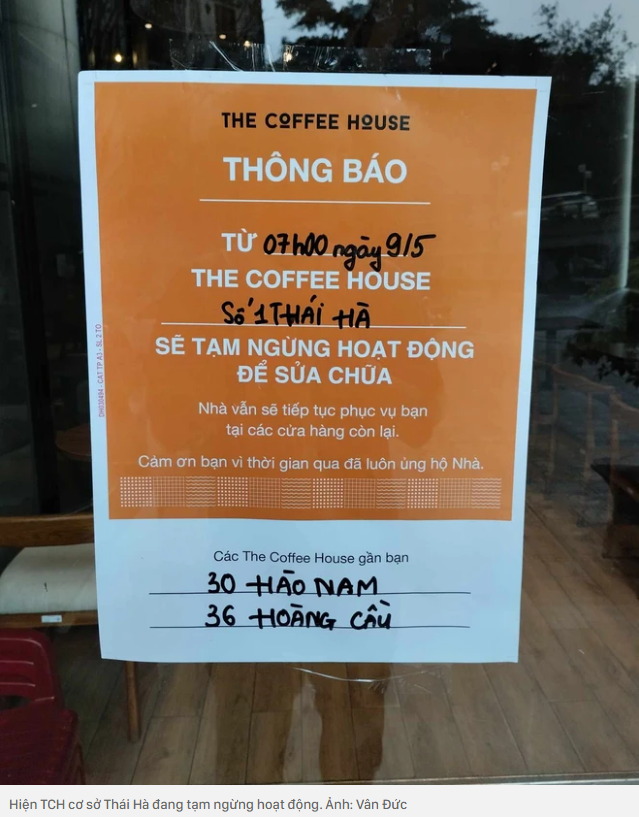 THE COFFEE HOUSE
THÔNG BÁO
TỪ 07h00 ngày 9/5
THE COFFEE HOUSE
Số 1 THÁI HÀ
SẼ TẠM NGỪNG HOẠT ĐỘNG
ĐỂ SỬA CHỮA
Nhà vẫn sẽ tiếp tục phục vụ bạn
tại các cửa hàng còn lại.
Cảm ơn bạn vì thời gian qua đã luôn ủng hộ Nhà.
Các The Coffee House gần bạn
30 HÀO NAM
36 HOÀNG CẦU
Hiện TCH cơ sở Thái Hà đang tạm ngừng hoạt động. Ảnh: Vân Đức